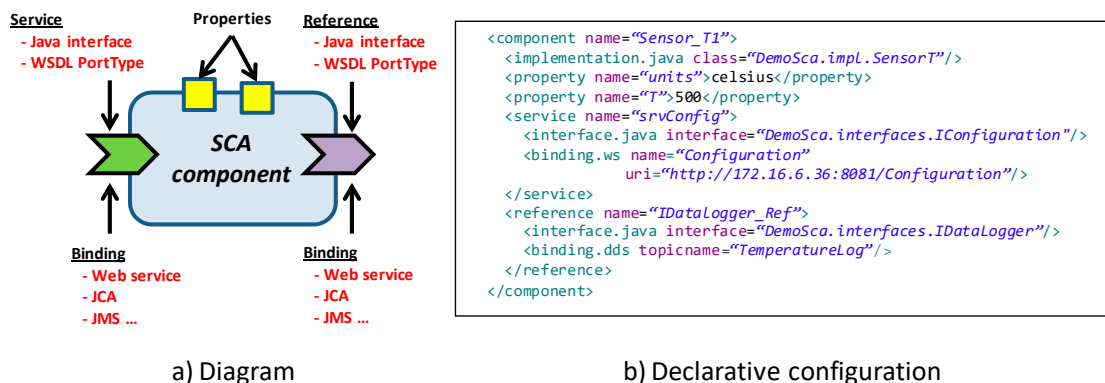 Service
- Java interface
- WSDL PortType
Properties
Reference
- Java interface
- WSDL PortType
SCA
component
Binding
- Web service
- JCA
- JMS ...
Binding
- Web service
- JCA
- JMS ...
a) Diagram
<component name=“Sensor_T1”>
<implementation.java class=“DemoSca.impl.SensorT”/>
<property name=“units”>celsius</property>
<property name=“T”>500</property>
<service name=“srvConfig”>
<interface.java interface=“DemoSca.interfaces.IConfiguration"/>
<binding.ws name=“Configuration”
uri=“http://172.16.6.36:8081/Configuration”/>
</service>
<reference name=“IDataLogger_Ref”>
<interface.java interface=“DemoSca.interfaces.IDataLogger”/>
<binding.dds topicname=“TemperatureLog”/>
</reference>
</component>
b) Declarative configuration